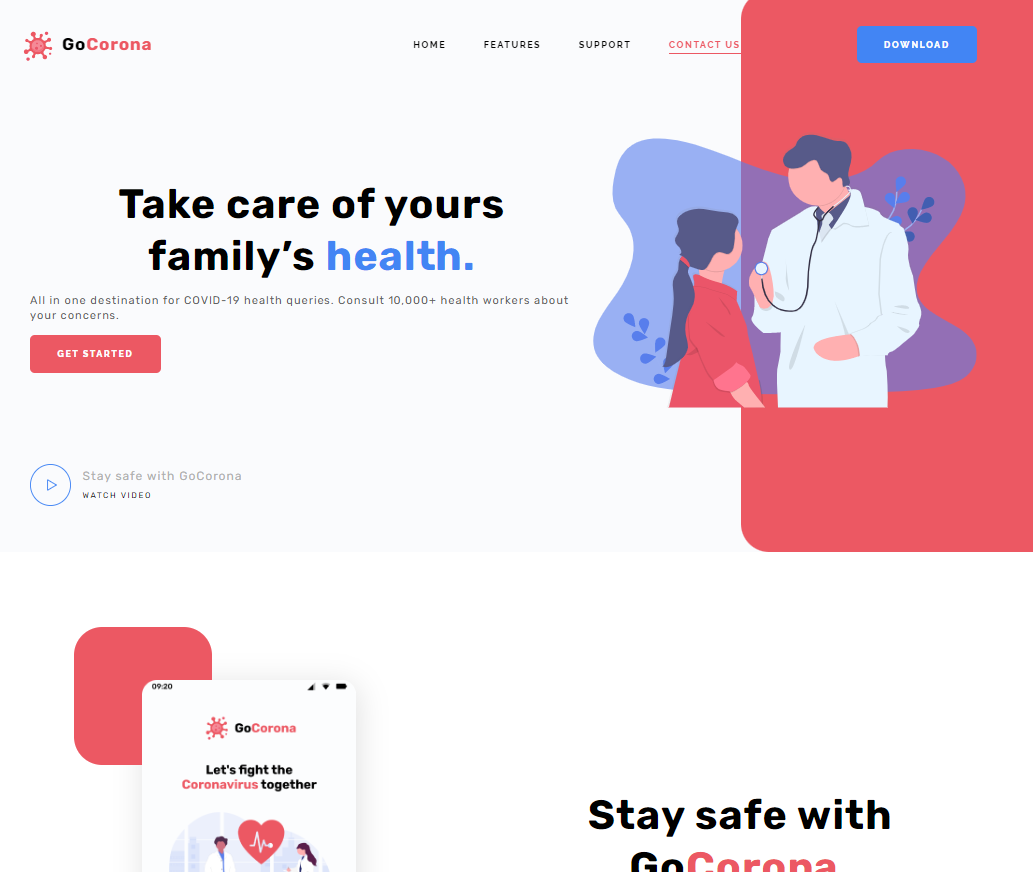 GoCorona
HOME FEATURES SUPPORT CONTACT US DOWNLOAD
Take care of yours
family’s health.
All in one destination for COVID-19 health queries. Consult 10,000+ health workers about
your concerns.
GET STARTED
Stay safe with GoCorona
WATCH VIDEO
09:20
GoCorona
Let's fight the
Coronavirus together
Stay safe with
GoCorona